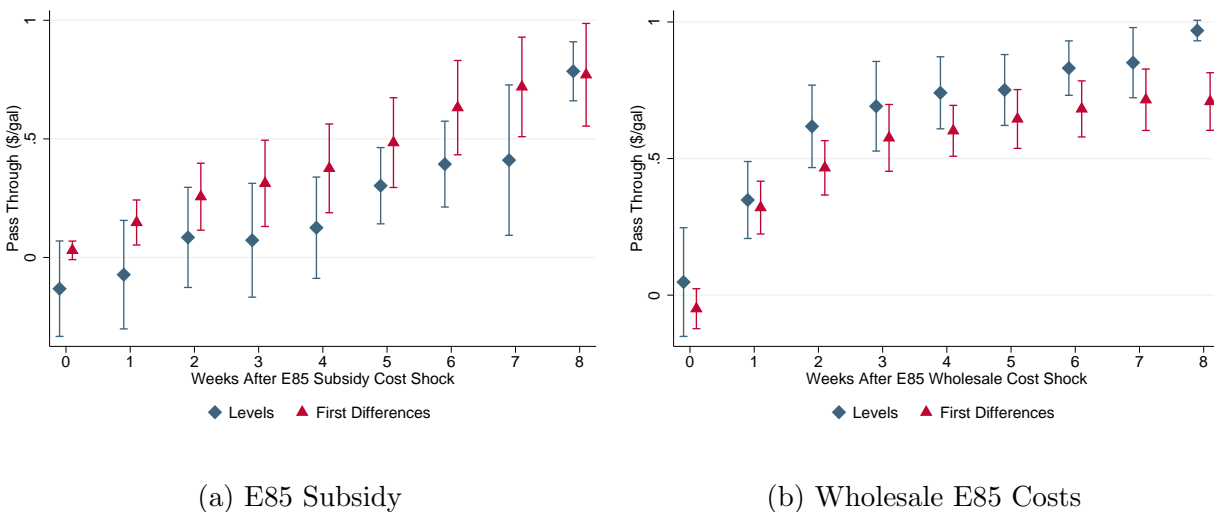 Pass Through ($/gal)
1
.5
0
0 1 2 3 4 5 6 7 8
Weeks After E85 Subsidy Cost Shock
Levels First Differences
(a) E85 Subsidy
Pass Through ($/gal)
1
.5
0
0 1 2 3 4 5 6 7 8
Weeks After E85 Wholesale Cost Shock
Levels First Differences
(b) Wholesale E85 Costs